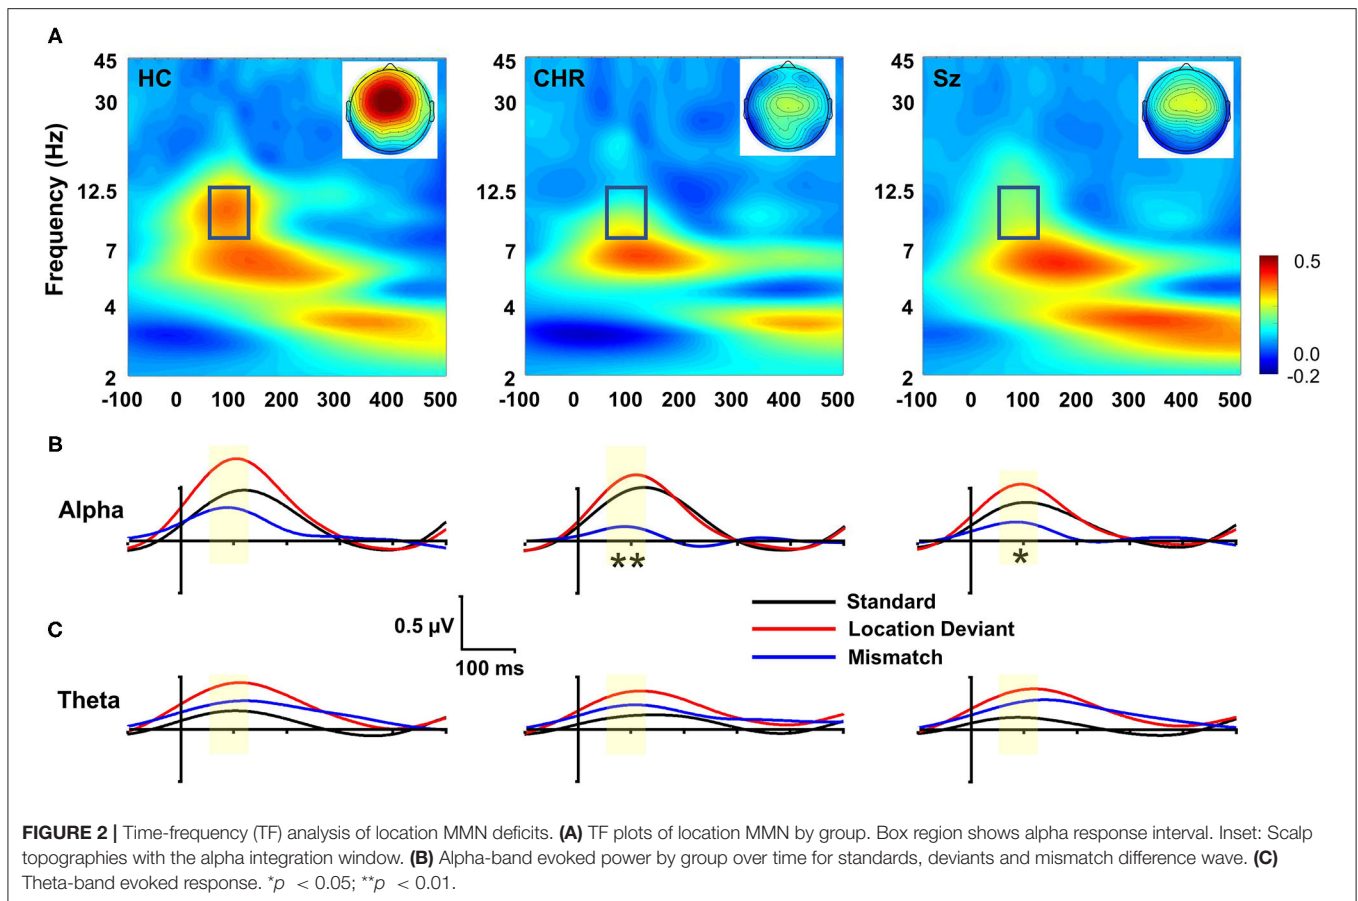 A
HC
CHR
Sz
Frequency (Hz)
45
30
12.5
7
4
2
-100 0 100 200 300 400 500
45
30
12.5
7
4
2
-100 0 100 200 300 400 500
45
30
12.5
7
4
2
-100 0 100 200 300 400 500
0.5
0.0
-0.2
B
Alpha
**
*
C
0.5 µV
100 ms
Standard
Location Deviant
Mismatch
Theta
FIGURE 2 | Time-frequency (TF) analysis of location MMN deficits. (A) TF plots of location MMN by group. Box region shows alpha response interval. Inset: Scalp
topographies with the alpha integration window. (B) Alpha-band evoked power by group over time for standards, deviants and mismatch difference wave. (C)
Theta-band evoked response. *p < 0.05; **p < 0.01.